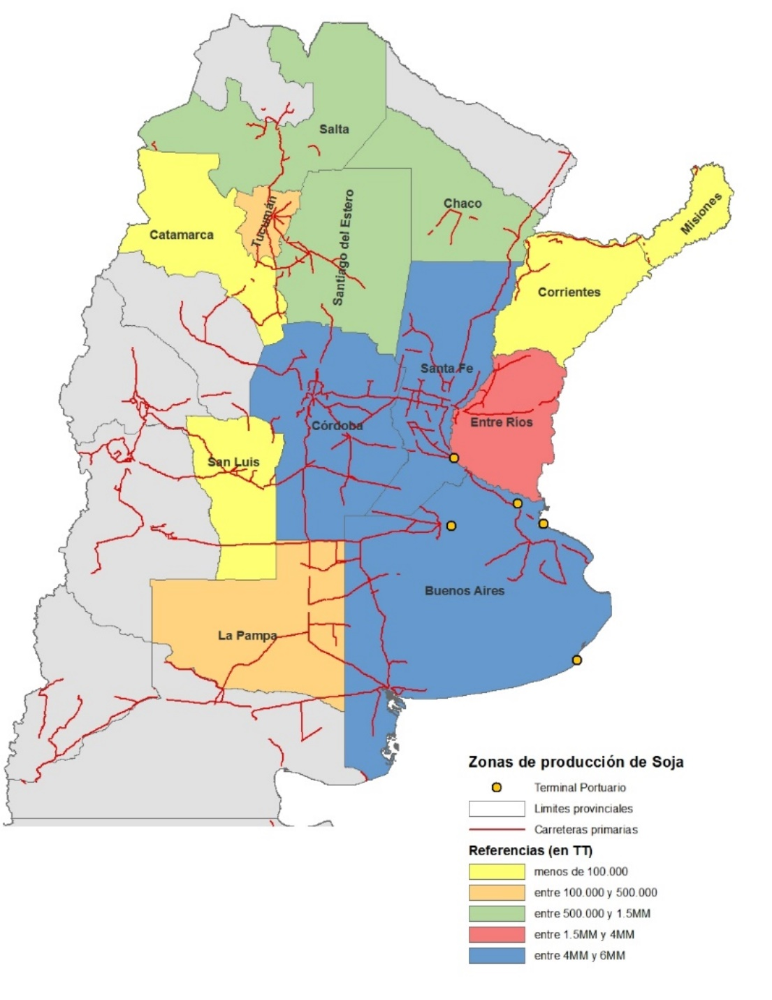 Salta
Chaco
Misiones
Tucumán
Santiago del Estero
Catamarca
Corrientes
Santa Fe
Entre Ríos
Córdoba
San Luis
Buenos Aires
La Pampa
Zonas de producción de Soja
Terminal Portuario
Limites provinciales
Carreteras primarias
Referencias (en TT)
menos de 100.000
entre 100.000 y 500.000
entre 500.000 y 1.5MM
entre 1.5MM y 4MM
entre 4MM y 6MM